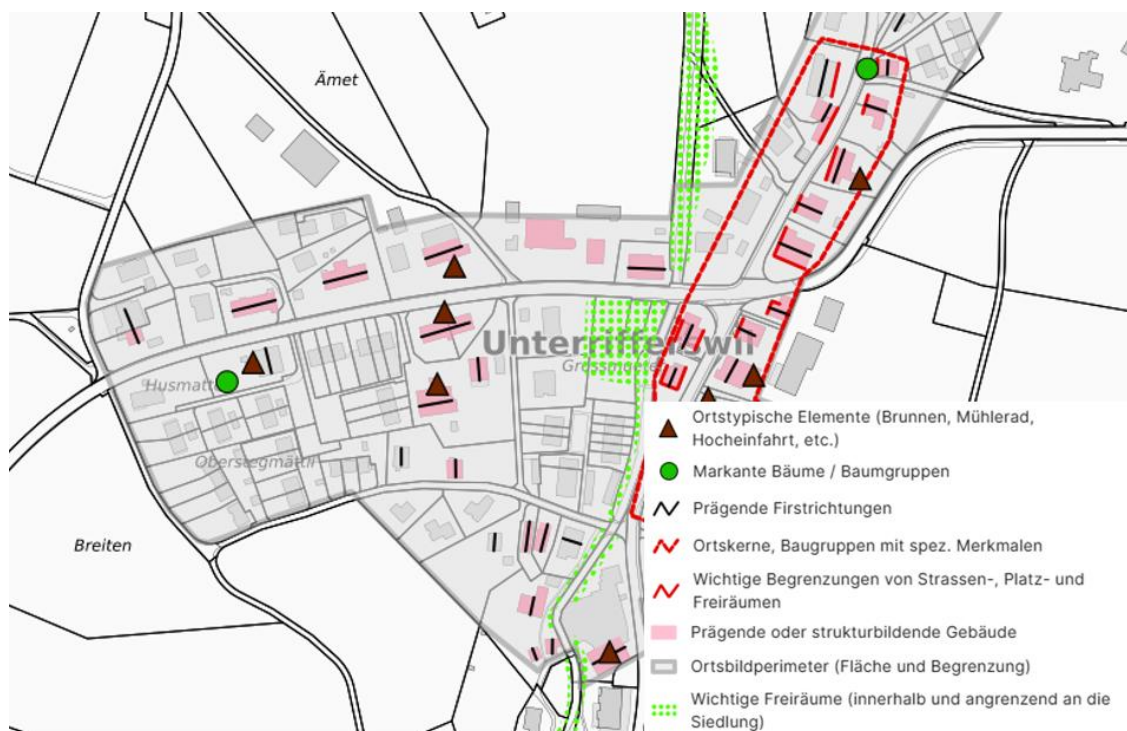 Ämet
Unterriffelswil
Grossmatte
Husmatte
Oberstegmättli
Breiten
Ortstypische Elemente (Brunnen, Mühlerad,
Hocheinfahrt, etc.)
Markante Bäume / Baumgruppen
Prägende Firstrichtungen
Ortskerne, Baugruppen mit spez. Merkmalen
Wichtige Begrenzungen von Strassen-, Platz- und
Freiräumen
Prägende oder strukturbildende Gebäude
Ortsbildperimeter (Fläche und Begrenzung)
Wichtige Freiräume (innerhalb und angrenzend an die
Siedlung)